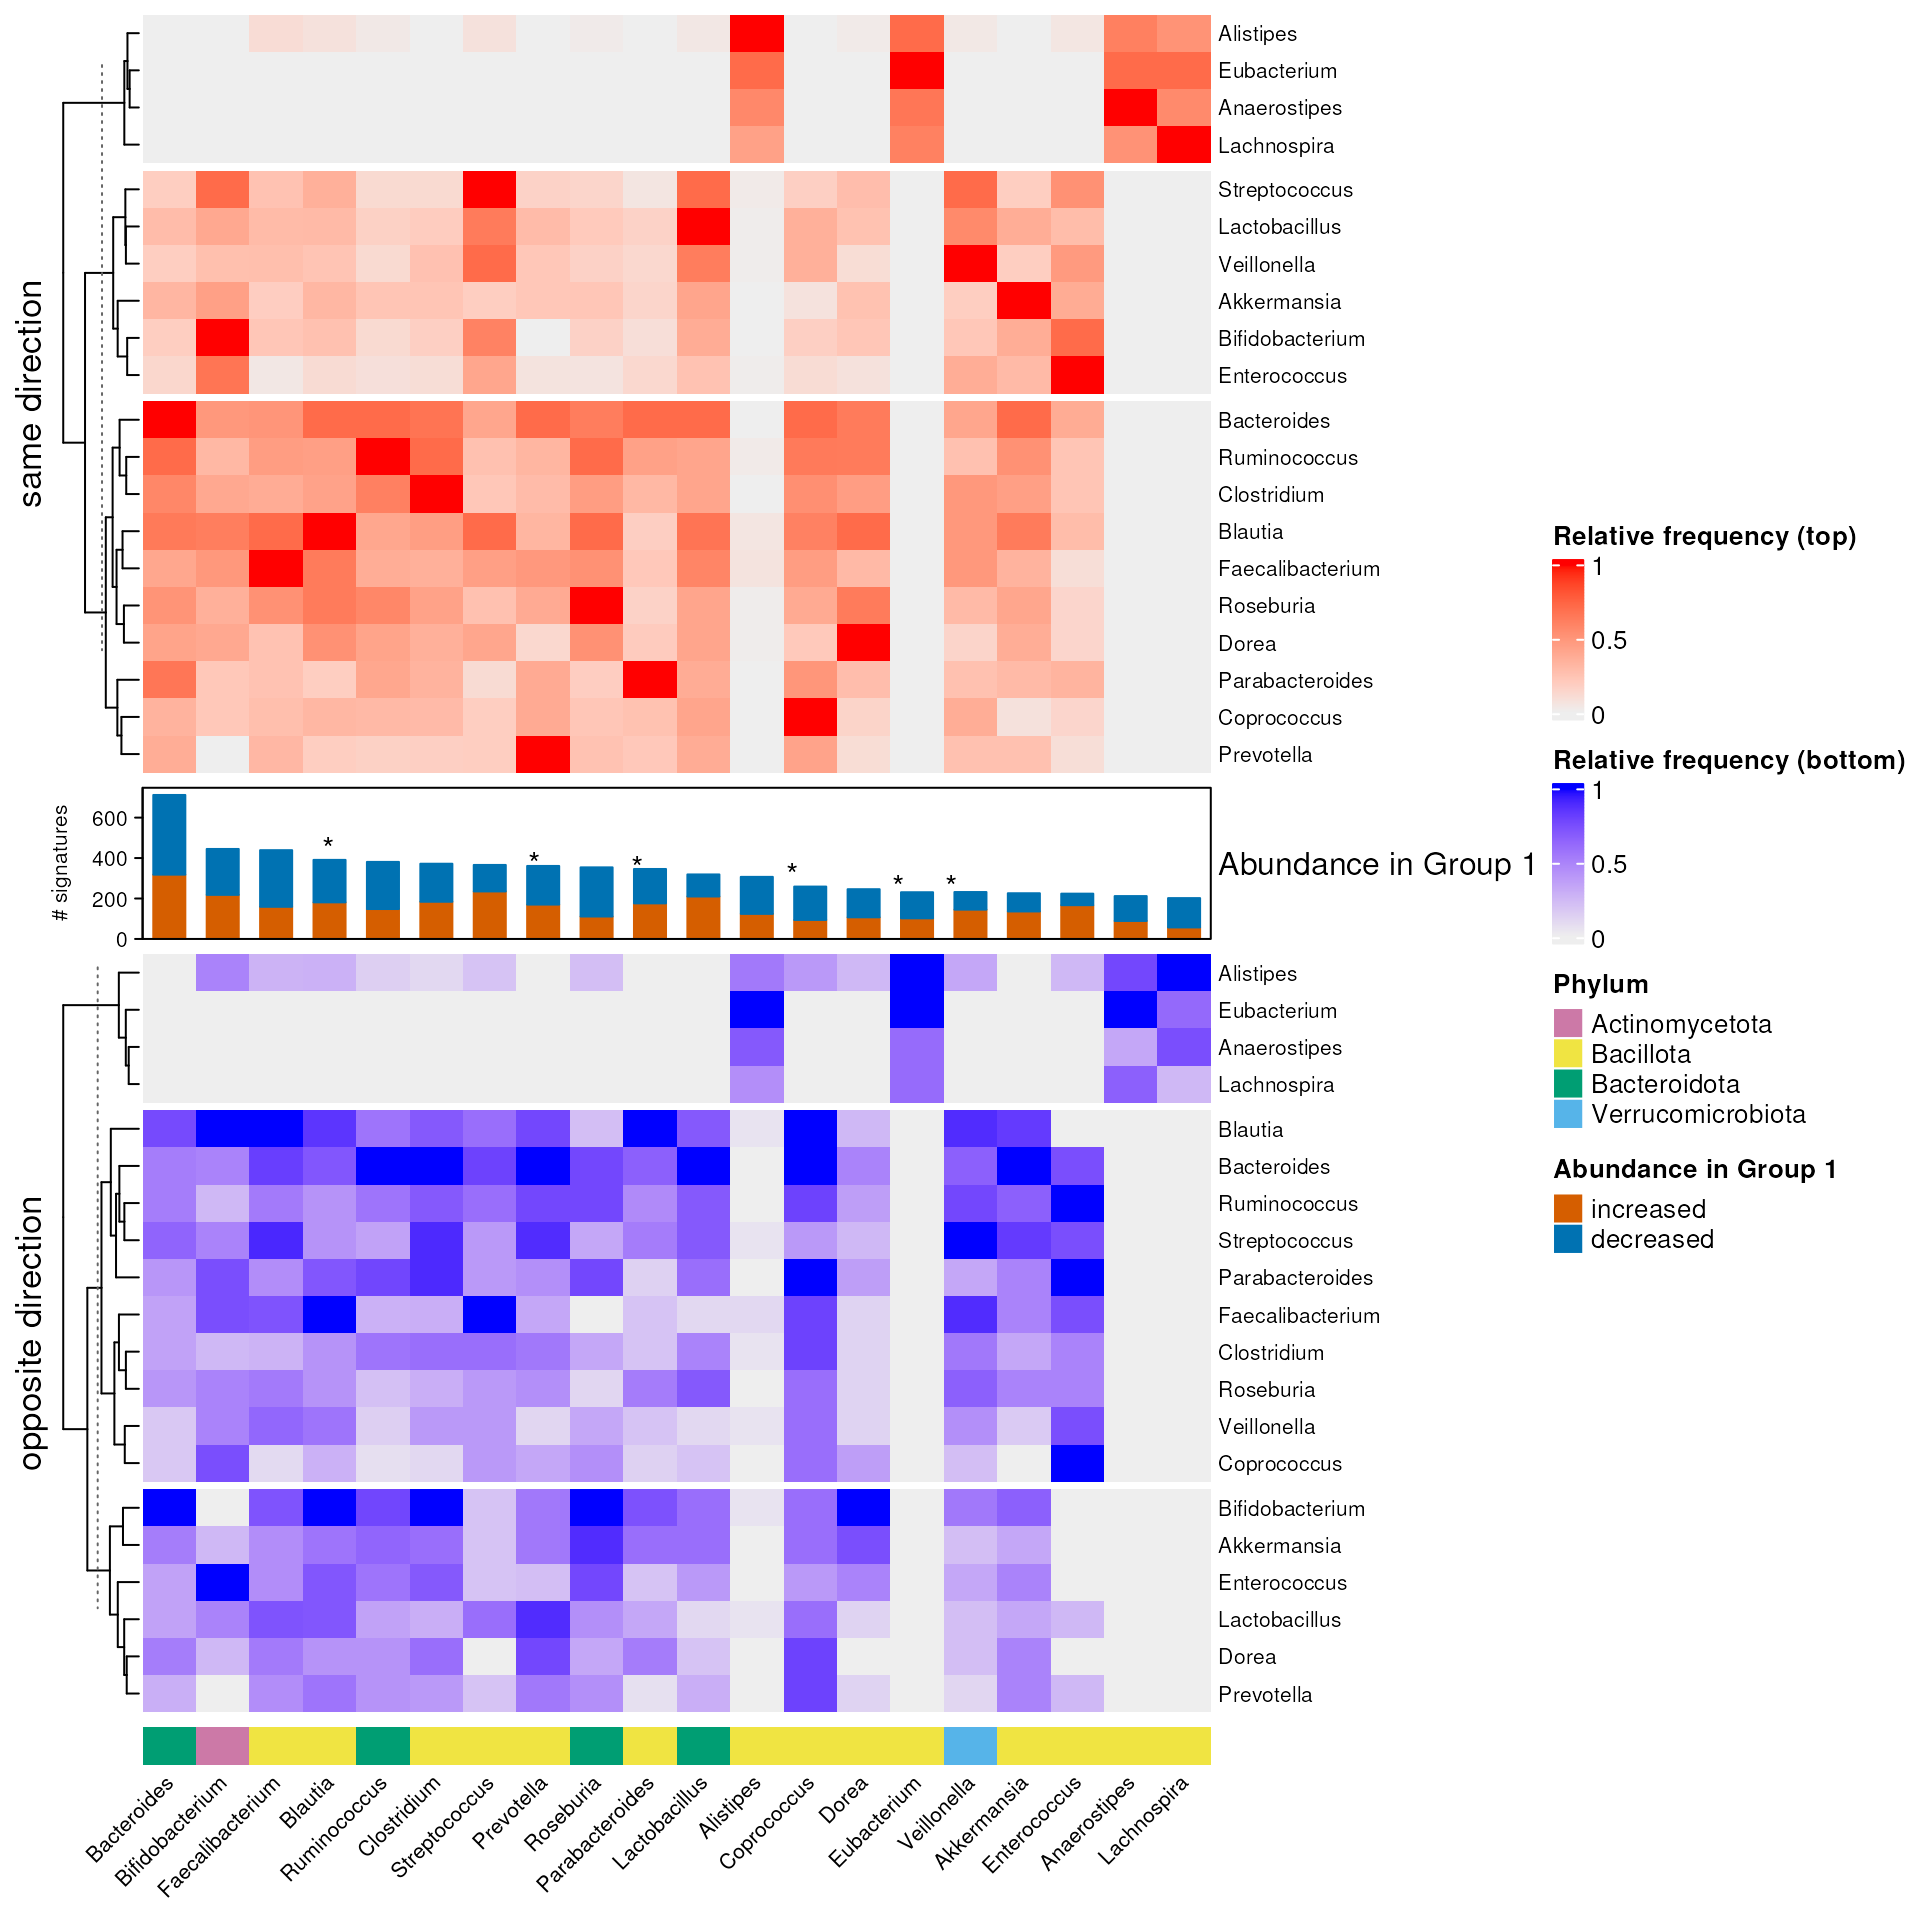 Alistipes
Eubacterium
Anaerostipes
Lachnospira
Streptococcus
Lactobacillus
Veillonella
Akkermansia
Bifidobacterium
Enterococcus
same direction
Bacteroides
Ruminococcus
Clostridium
Blautia
Faecalibacterium
Roseburia
Dorea
Parabacteroides
Coprococcus
Prevotella
# signatures
600
400
200
0
* * * * * *
Abundance in Group 1
Alistipes
Eubacterium
Anaerostipes
Lachnospira
Blautia
Bacteroides
Ruminococcus
Streptococcus
Parabacteroides
Faecalibacterium
Clostridium
Roseburia
Veillonella
Coprococcus
opposite direction
Bifidobacterium
Akkermansia
Enterococcus
Lactobacillus
Dorea
Prevotella
Bacteroides
Bifidobacterium
Faecalibacterium
Blautia
Ruminococcus
Clostridium
Streptococcus
Prevotella
Roseburia
Parabacteroides
Lactobacillus
Alistipes
Coprococcus
Dorea
Eubacterium
Veillonella
Akkermansia
Enterococcus
Anaerostipes
Lachnospira
Relative frequency (top)
1
0.5
0
Relative frequency (bottom)
1
0.5
0
Phylum
Actinomycetota
Bacillota
Bacteroidota
Verrucomicrobiota
Abundance in Group 1
increased
decreased